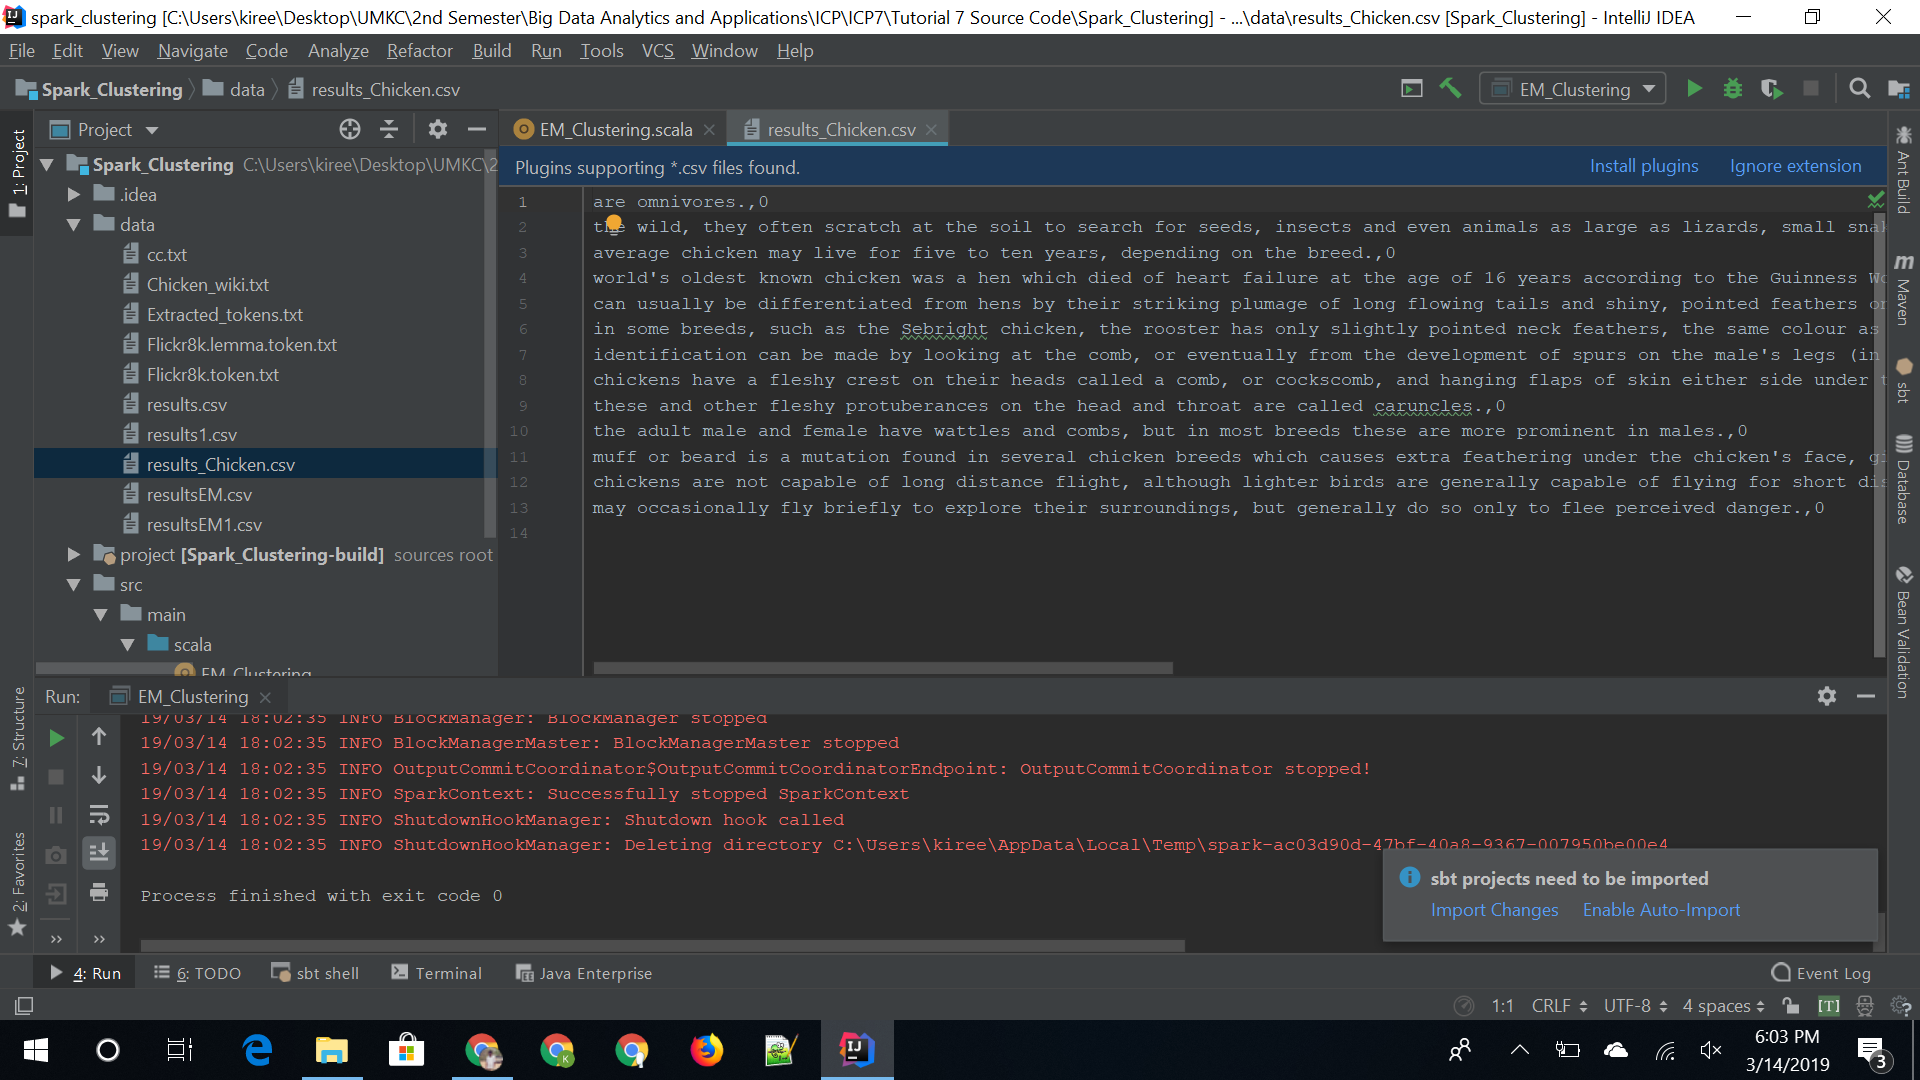 spark_clustering [C:\Users\kiree\Desktop\UMKC\2nd Semester\Big Data Analytics and Applications\ICP\ICP7\Tutorial 7 Source Code\Spark_Clustering] - ...\data\results_Chicken.csv [Spark_Clustering] - IntelliJ IDEA
File Edit View Navigate Code Analyze Refactor Build Run Tools VCS Window Help
Spark_Clustering data results_Chicken.csv EM_Clustering
Project
EM_Clustering.scala
results_Chicken.csv
1: Project
Spark_Clustering C:\Users\kiree\Desktop\UMKC\2
.idea
data
cc.txt
Chicken_wiki.txt
Extracted_tokens.txt
Flickr8k.lemma.token.txt
Flickr8k.token.txt
results.csv
results1.csv
results_Chicken.csv
resultsEM.csv
resultsEM1.csv
project [Spark_Clustering-build] sources root
src
main
scala
EM_Clustering
Plugins supporting *.csv files found. Install plugins Ignore extension
1 are omnivores.,0
2 the wild, they often scratch at the soil to search for seeds, insects and even animals as large as lizards, small snak
3 average chicken may live for five to ten years, depending on the breed.,0
4 world's oldest known chicken was a hen which died of heart failure at the age of 16 years according to the Guinness Wo
5 can usually be differentiated from hens by their striking plumage of long flowing tails and shiny, pointed feathers on
6 in some breeds, such as the Sebright chicken, the rooster has only slightly pointed neck feathers, the same colour as
7 identification can be made by looking at the comb, or eventually from the development of spurs on the male's legs (in
8 chickens have a fleshy crest on their heads called a comb, or cockscomb, and hanging flaps of skin either side under t
9 these and other fleshy protuberances on the head and throat are called caruncles.,0
10 the adult male and female have wattles and combs, but in most breeds these are more prominent in males.,0
11 muff or beard is a mutation found in several chicken breeds which causes extra feathering under the chicken's face, gi
12 chickens are not capable of long distance flight, although lighter birds are generally capable of flying for short dis
13 may occasionally fly briefly to explore their surroundings, but generally do so only to flee perceived danger.,0
14
Ant Build
Maven
sbt
Database
Bean Validation
7: Structure
2: Favorites
Run: EM_Clustering
19/03/14 18:02:35 INFO BlockManager: BlockManager stopped
19/03/14 18:02:35 INFO BlockManagerMaster: BlockManagerMaster stopped
19/03/14 18:02:35 INFO OutputCommitCoordinator$OutputCommitCoordinatorEndpoint: OutputCommitCoordinator stopped!
19/03/14 18:02:35 INFO SparkContext: Successfully stopped SparkContext
19/03/14 18:02:35 INFO ShutdownHookManager: Shutdown hook called
19/03/14 18:02:35 INFO ShutdownHookManager: Deleting directory C:\Users\kiree\AppData\Local\Temp\spark-ac03d90d-47bf-40a8-9367-007950be00e4
Process finished with exit code 0
sbt projects need to be imported
Import Changes Enable Auto-Import
4: Run 6: TODO sbt shell Terminal Java Enterprise Event Log
1:1 CRLF UTF-8 4 spaces [T]
6:03 PM
3/14/2019
3